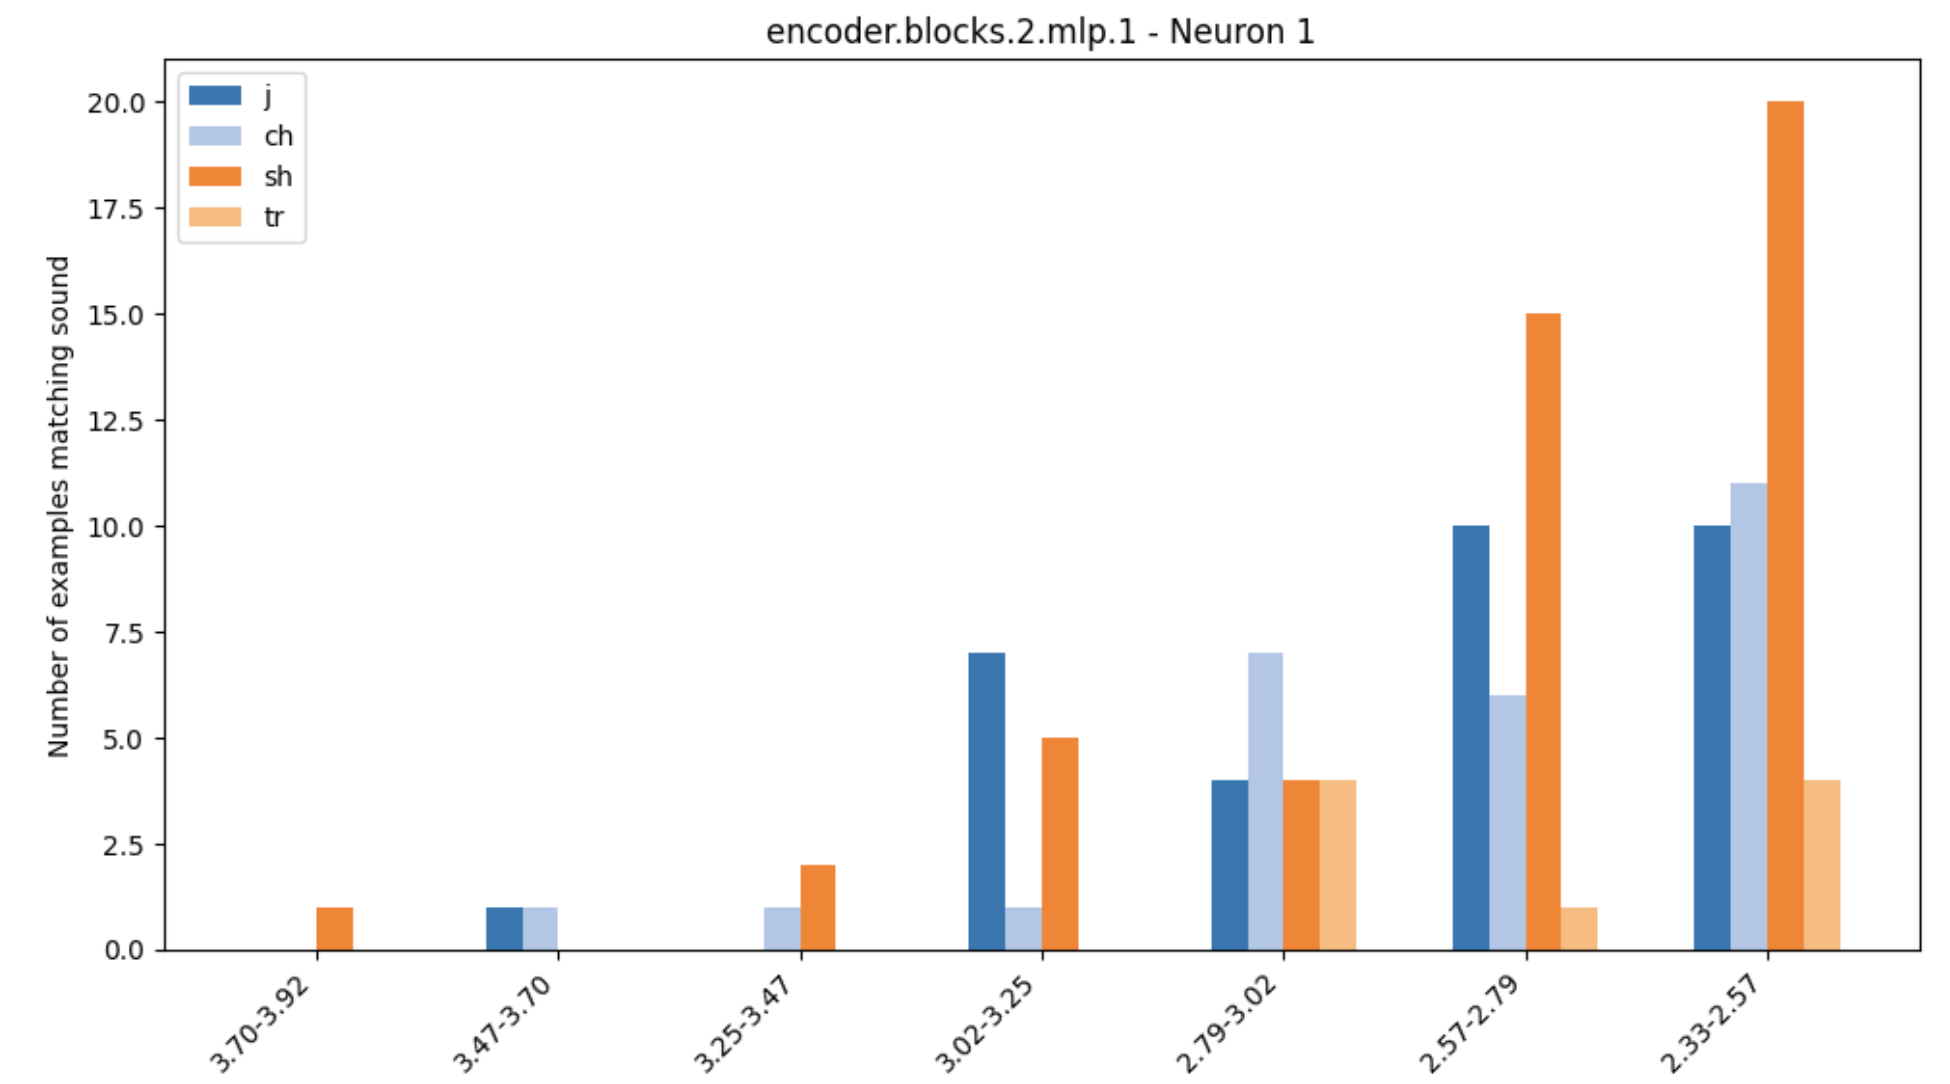 encoder.blocks.2.mlp.1 - Neuron 1
j
ch
sh
tr
Number of examples matching sound
20.0
17.5
15.0
12.5
10.0
7.5
5.0
2.5
0.0
3.70-3.92
3.47-3.70
3.25-3.47
3.02-3.25
2.79-3.02
2.57-2.79
2.33-2.57